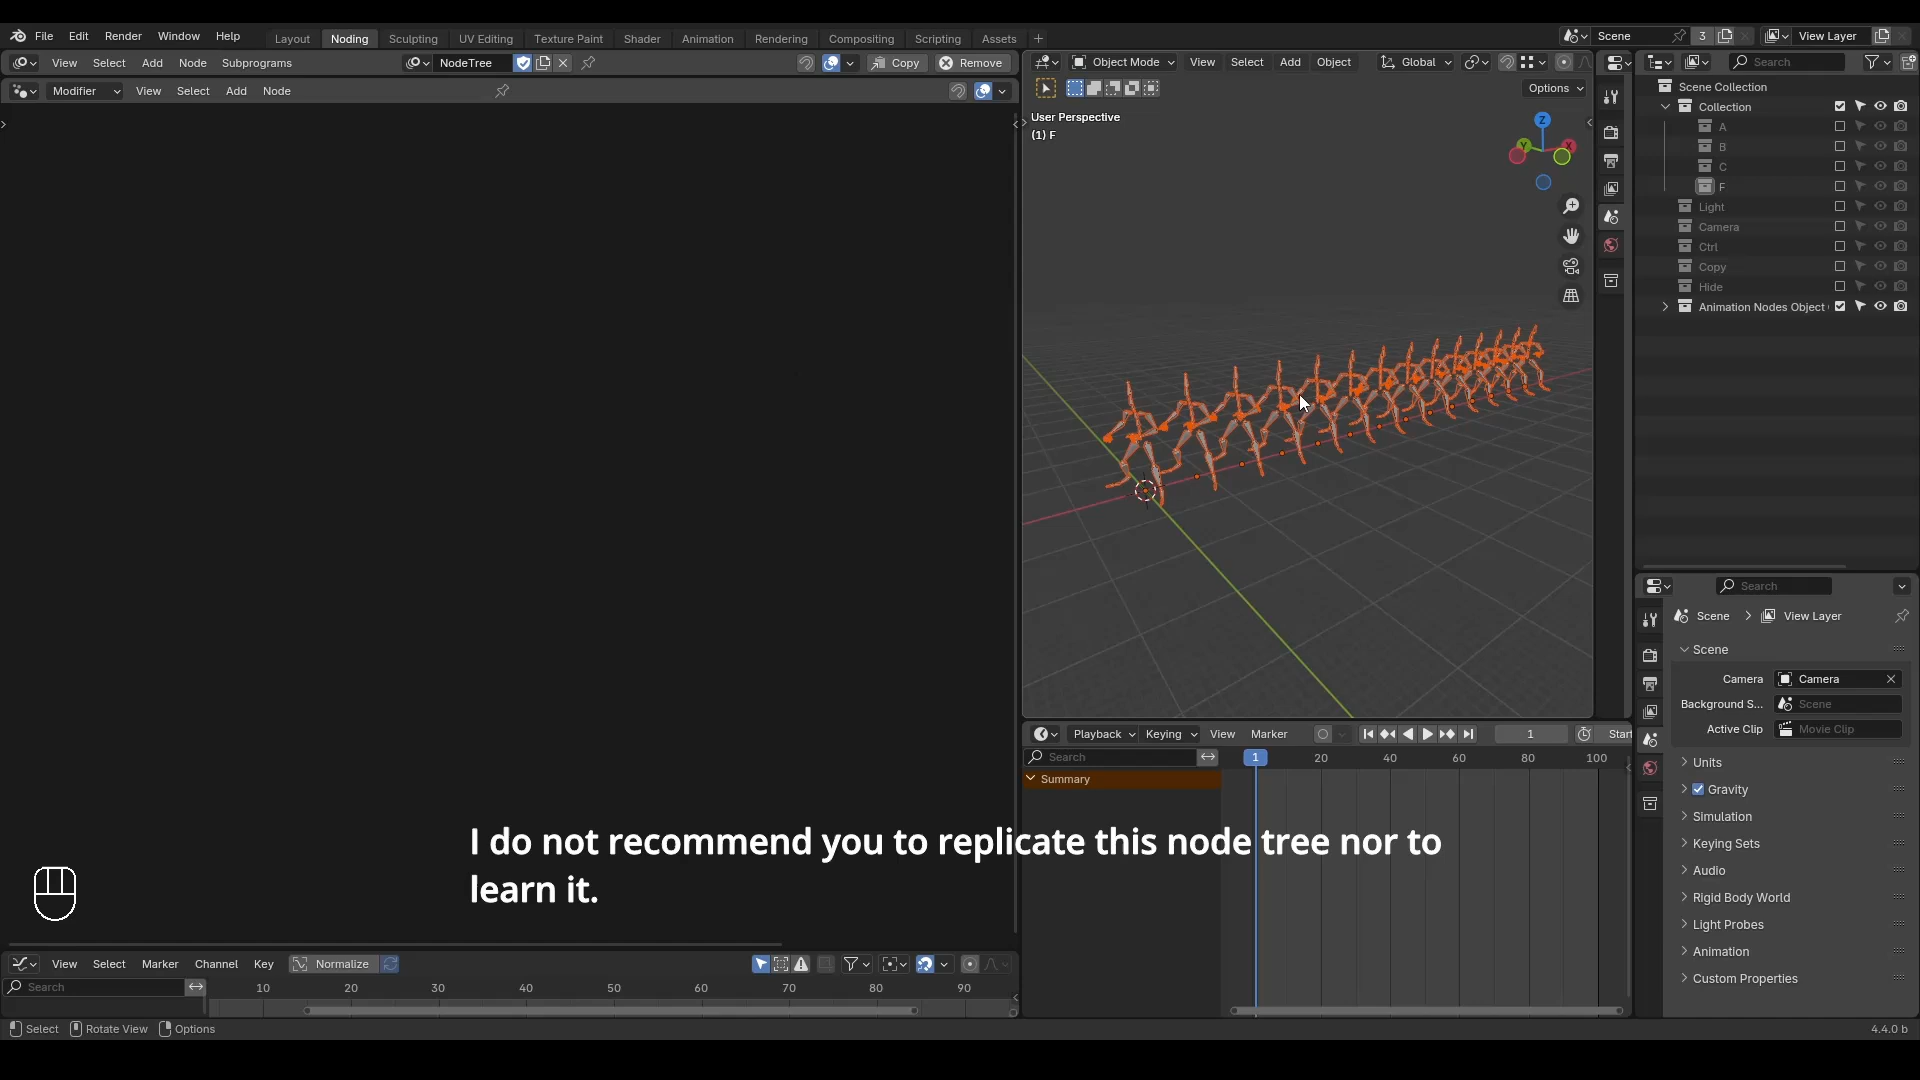 File Edit Render Window Help Layout Noding Sculpting UV Editing Texture Paint Shader Animation Rendering Compositing Scripting Assets + Scene 3 View Layer
View Select Add Node Subprograms NodeTree Copy Remove
Modifier View Select Add Node
Object Mode View Select Add Object Global
Options
User Perspective
(1) F
Z
Y
X
Search
Scene Collection
Collection
A
B
C
F
Light
Camera
Ctrl
Copy
Hide
Animation Nodes Object
Search
Scene > View Layer
Scene
Camera Camera
Background S... Scene
Active Clip Movie Clip
Units
Gravity
Simulation
Keying Sets
Audio
Rigid Body World
Light Probes
Animation
Custom Properties
Playback Keying View Marker 1 Start
Search 1 20 40 60 80 100
Summary
I do not recommend you to replicate this node tree nor to
learn it.
View Select Marker Channel Key Normalize
Search 10 20 30 40 50 60 70 80 90
Select Rotate View Options 4.4.0 b